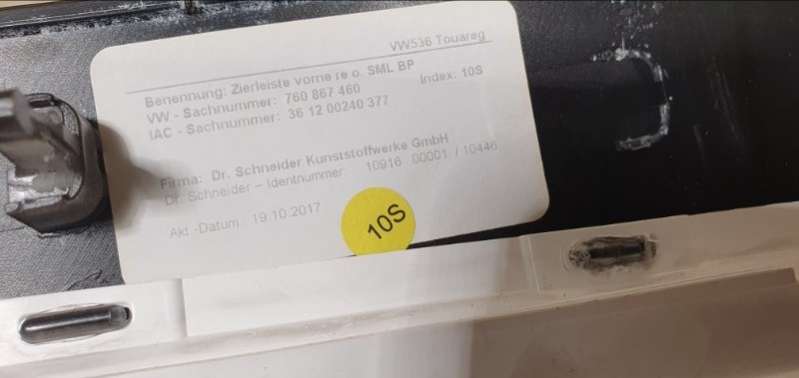 VW536 Touareg
Benennung: Zierleiste vorne re o. SML BP
VW - Sachnummer: 760 867 460 Index: 10S
IAC - Sachnummer: 36 12 00240 377
Firma: Dr. Schneider Kunststoffwerke GmbH
Dr. Schneider – Identnummer 10916 00001 / 10446
Akt.-Datum 19.10.2017
10S